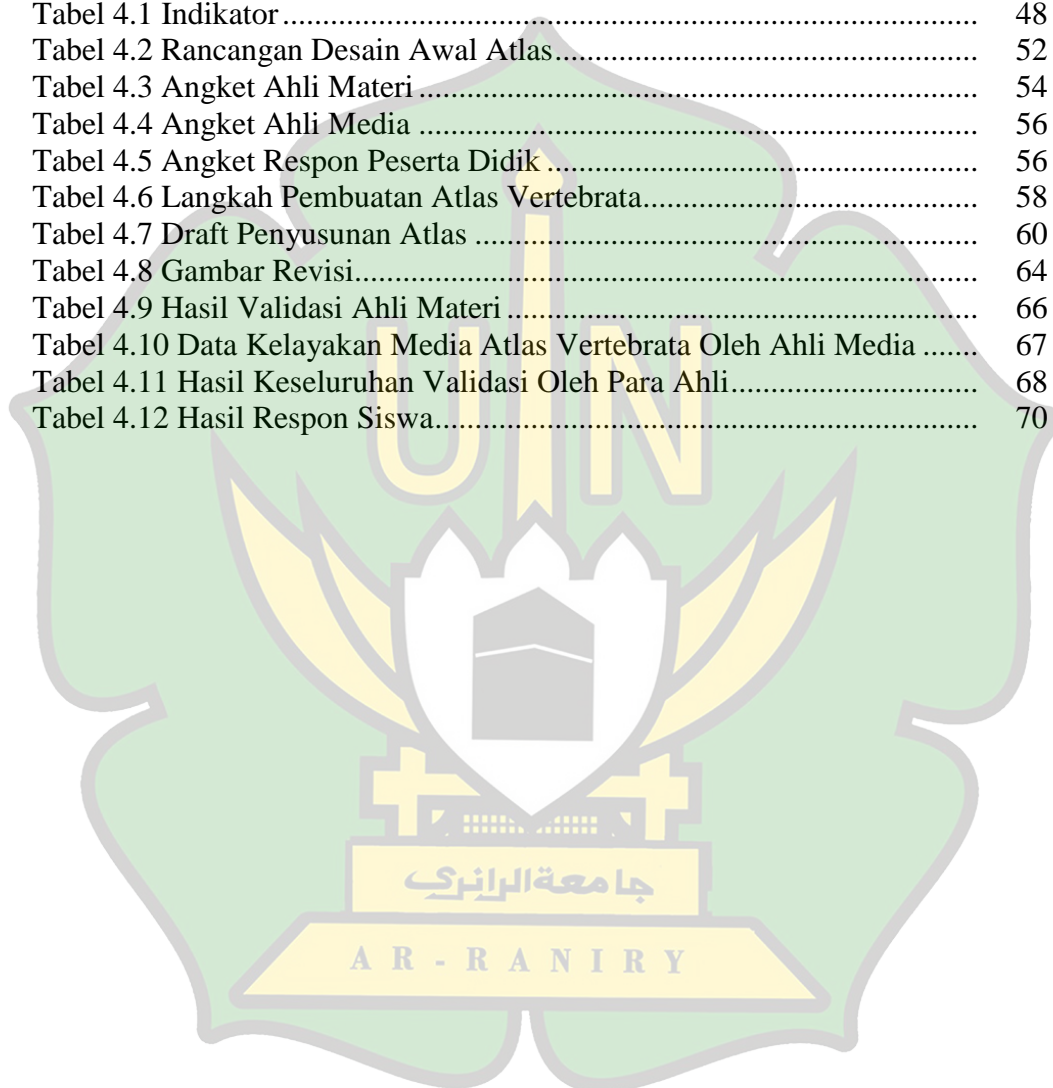 Tabel 4.1 Indikator.......................................................................................... 48
Tabel 4.2 Rancangan Desain Awal Atlas....................................................... 52
Tabel 4.3 Angket Ahli Materi........................................................................ 54
Tabel 4.4 Angket Ahli Media ........................................................................ 56
Tabel 4.5 Angket Respon Peserta Didik ........................................................ 56
Tabel 4.6 Langkah Pembuatan Atlas Vertebrata............................................ 58
Tabel 4.7 Draft Penyusunan Atlas ................................................................. 60
Tabel 4.8 Gambar Revisi................................................................................ 64
Tabel 4.9 Hasil Validasi Ahli Materi ............................................................. 66
Tabel 4.10 Data Kelayakan Media Atlas Vertebrata Oleh Ahli Media ....... 67
Tabel 4.11 Hasil Keseluruhan Validasi Oleh Para Ahli................................ 68
Tabel 4.12 Hasil Respon Siswa...................................................................... 70
UIN
جامعةالرانري
AR-RANIRY